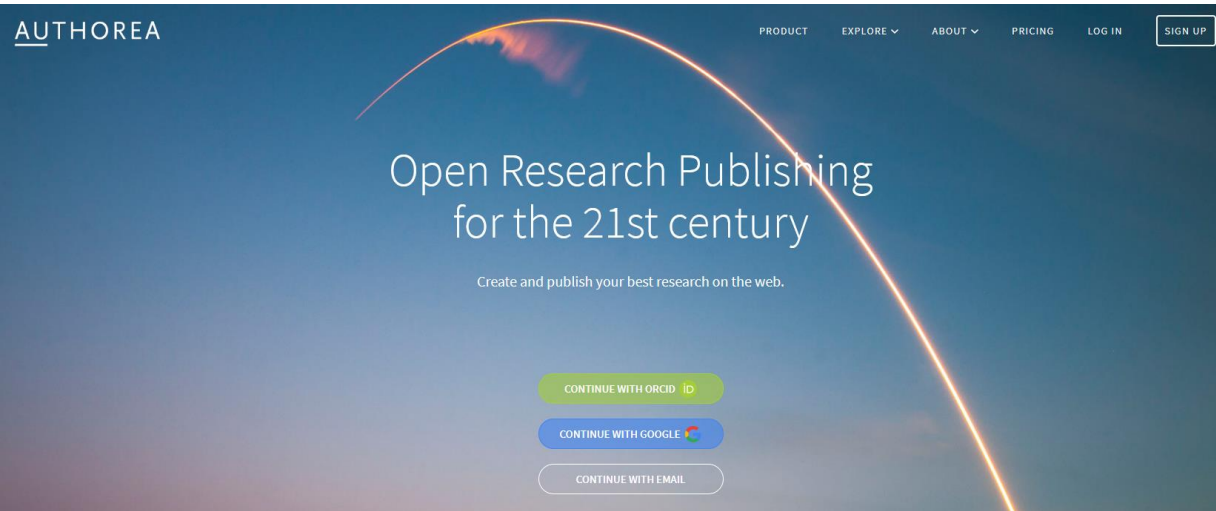 AUTHOREA
PRODUCT EXPLORE ABOUT PRICING LOG IN SIGN UP
Open Research Publishing
for the 21st century
Create and publish your best research on the web.
CONTINUE WITH ORCID iD
CONTINUE WITH GOOGLE G
CONTINUE WITH EMAIL